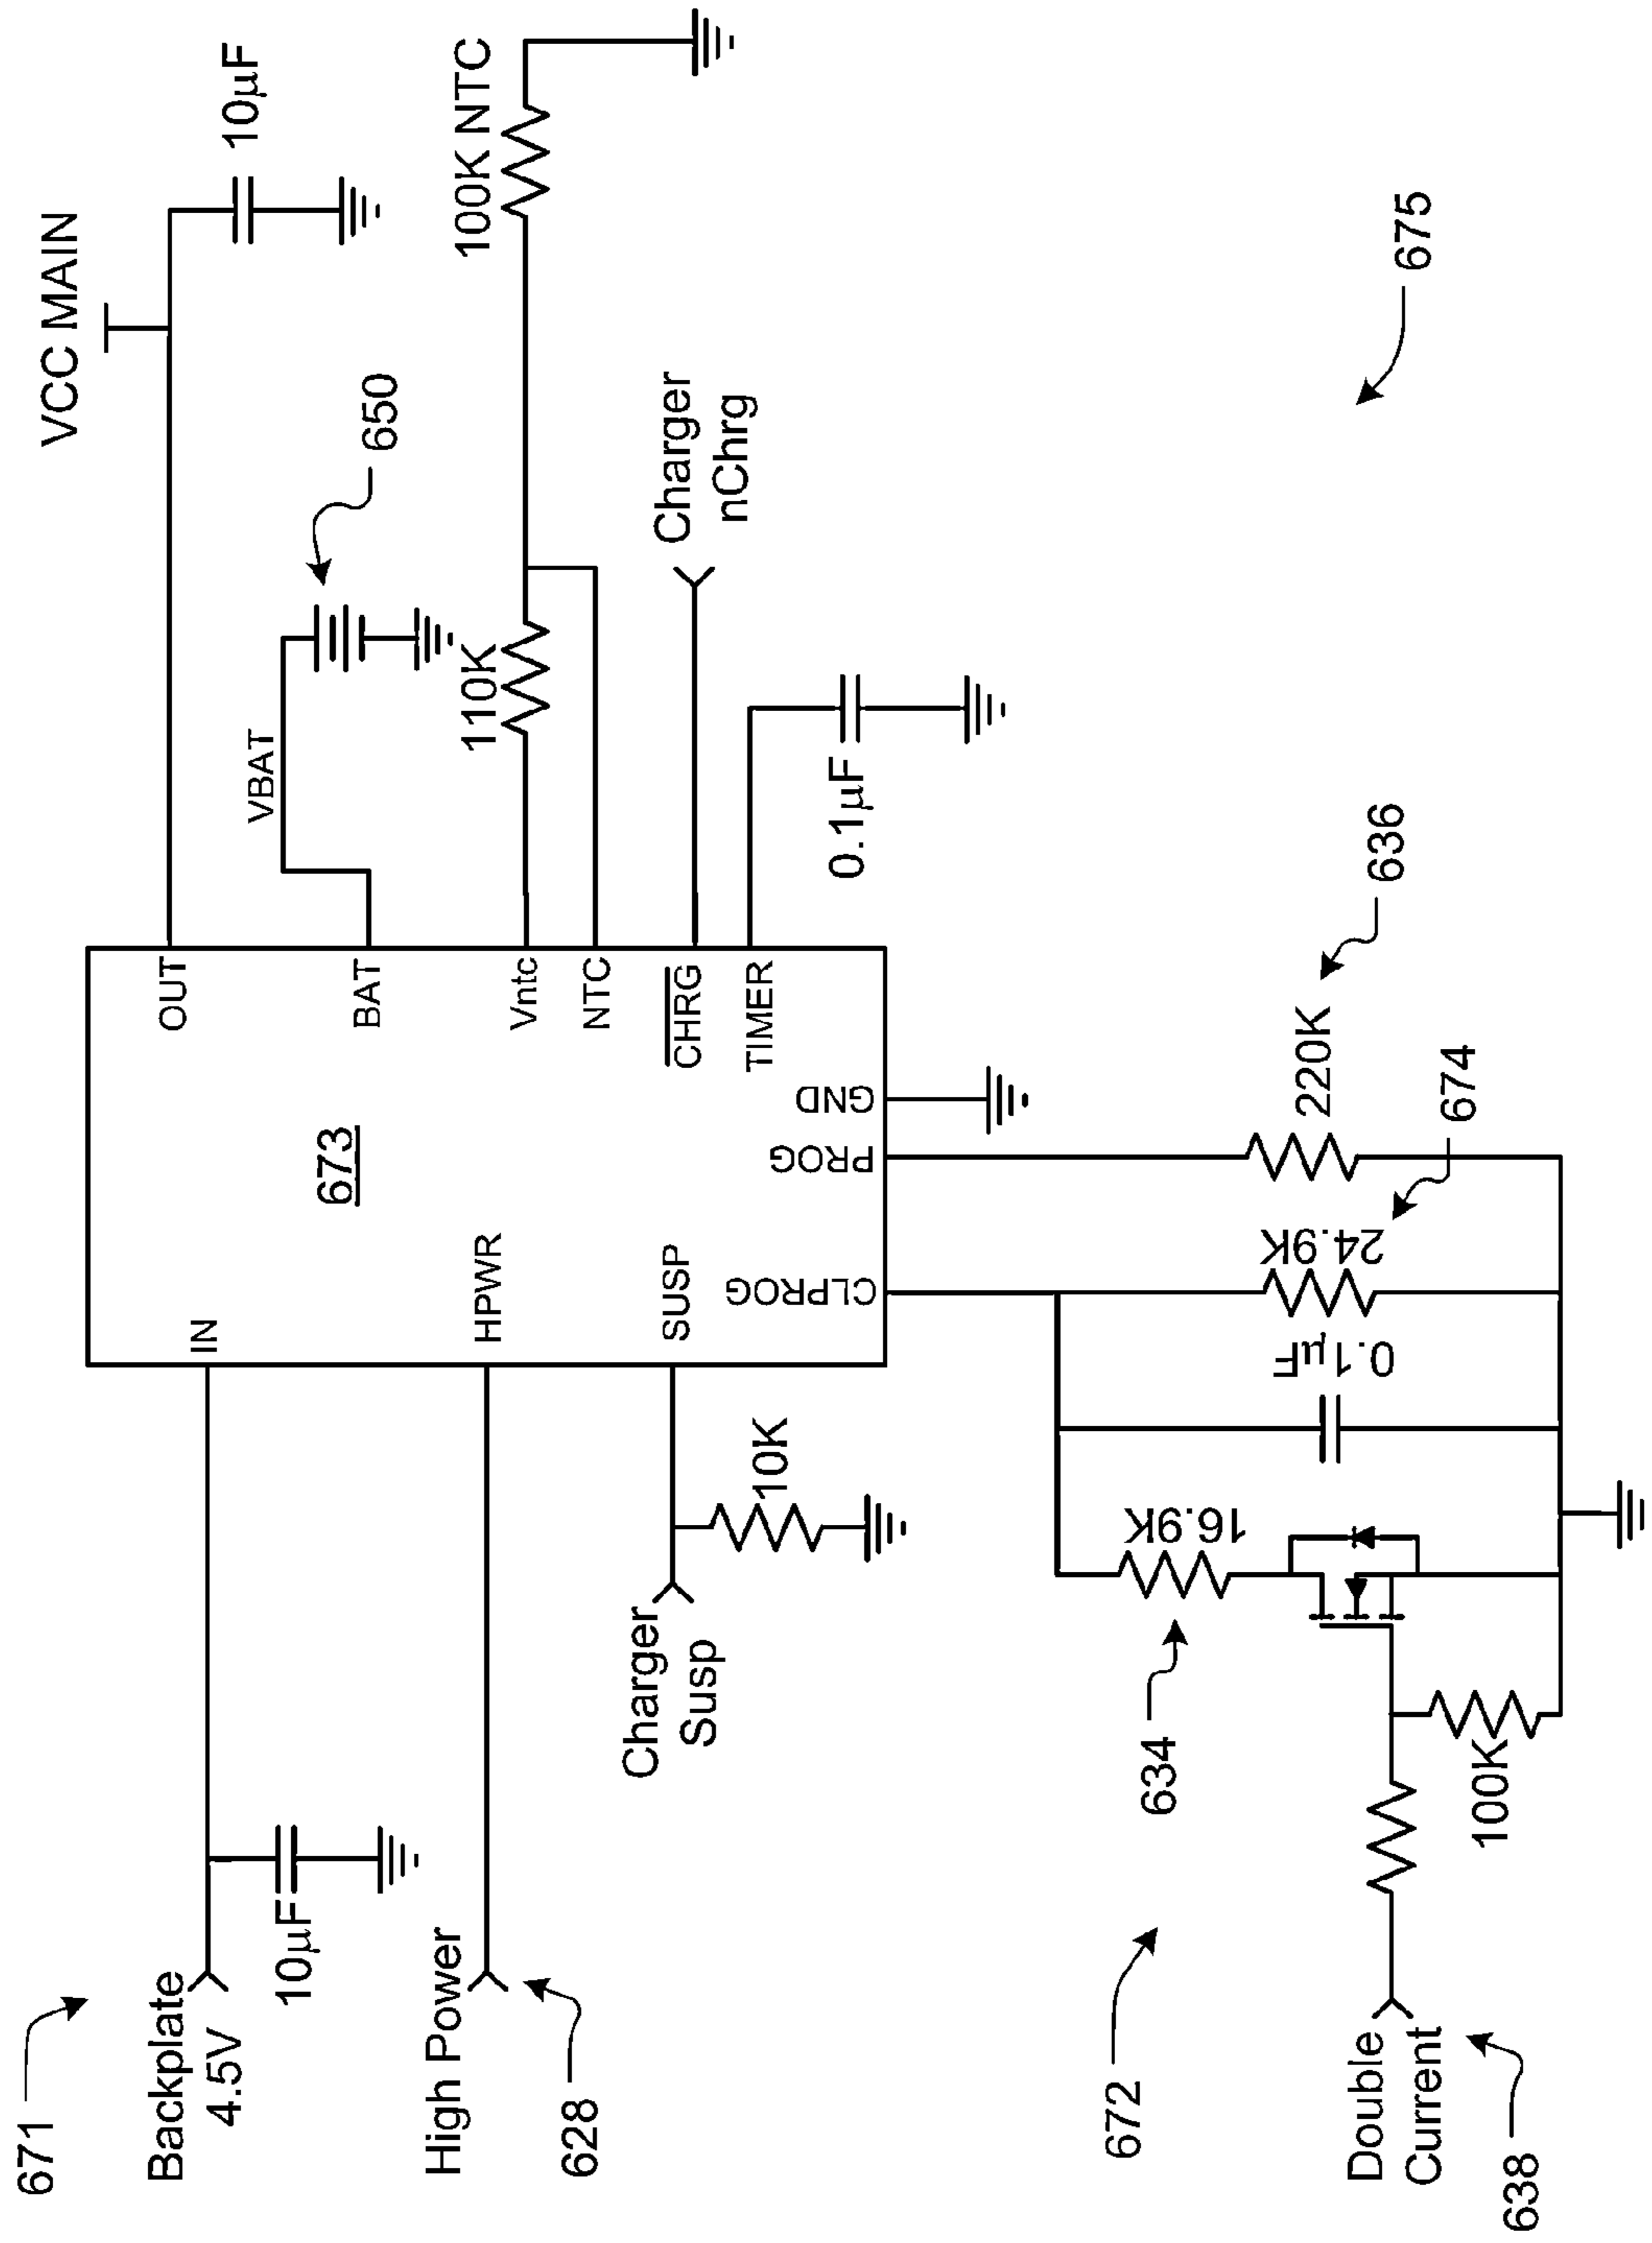 671
Backplate
4.5V
10µF
High Power
628
Charger
Susp
10K
672
Double
Current
638
100K
634
16.9K
0.1µF
24.9K
674
220K
636
673
IN
HPWR
SUSP
CLPROG
PROG
GND
OUT
BAT
Vntc
NTC
CHRG
TIMER
VBAT
650
VCC MAIN
10µF
110K
100K NTC
Charger
nChrg
0.1µF
675